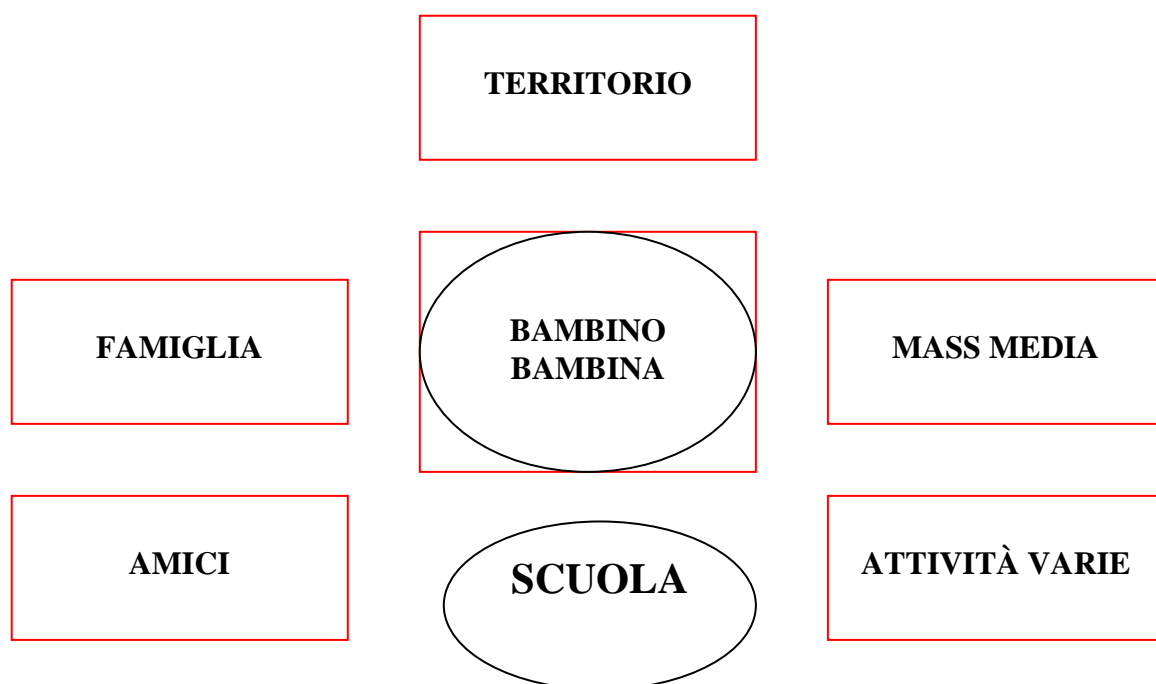 TERRITORIO
FAMIGLIA
BAMBINO
BAMBINA
MASS MEDIA
AMICI
SCUOLA
ATTIVITÀ VARIE